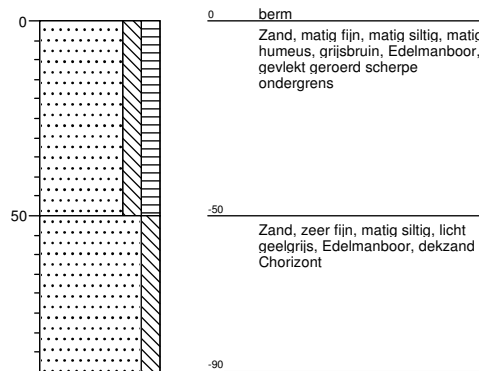 0
0 berm
Zand, matig fijn, matig siltig, matig
humeus, grijsbruin, Edelmanboor,
gevlekt geroerd scherpe
ondergrens
50
-50
Zand, zeer fijn, matig siltig, licht
geelgrijs, Edelmanboor, dekzand
Chorizont
-90